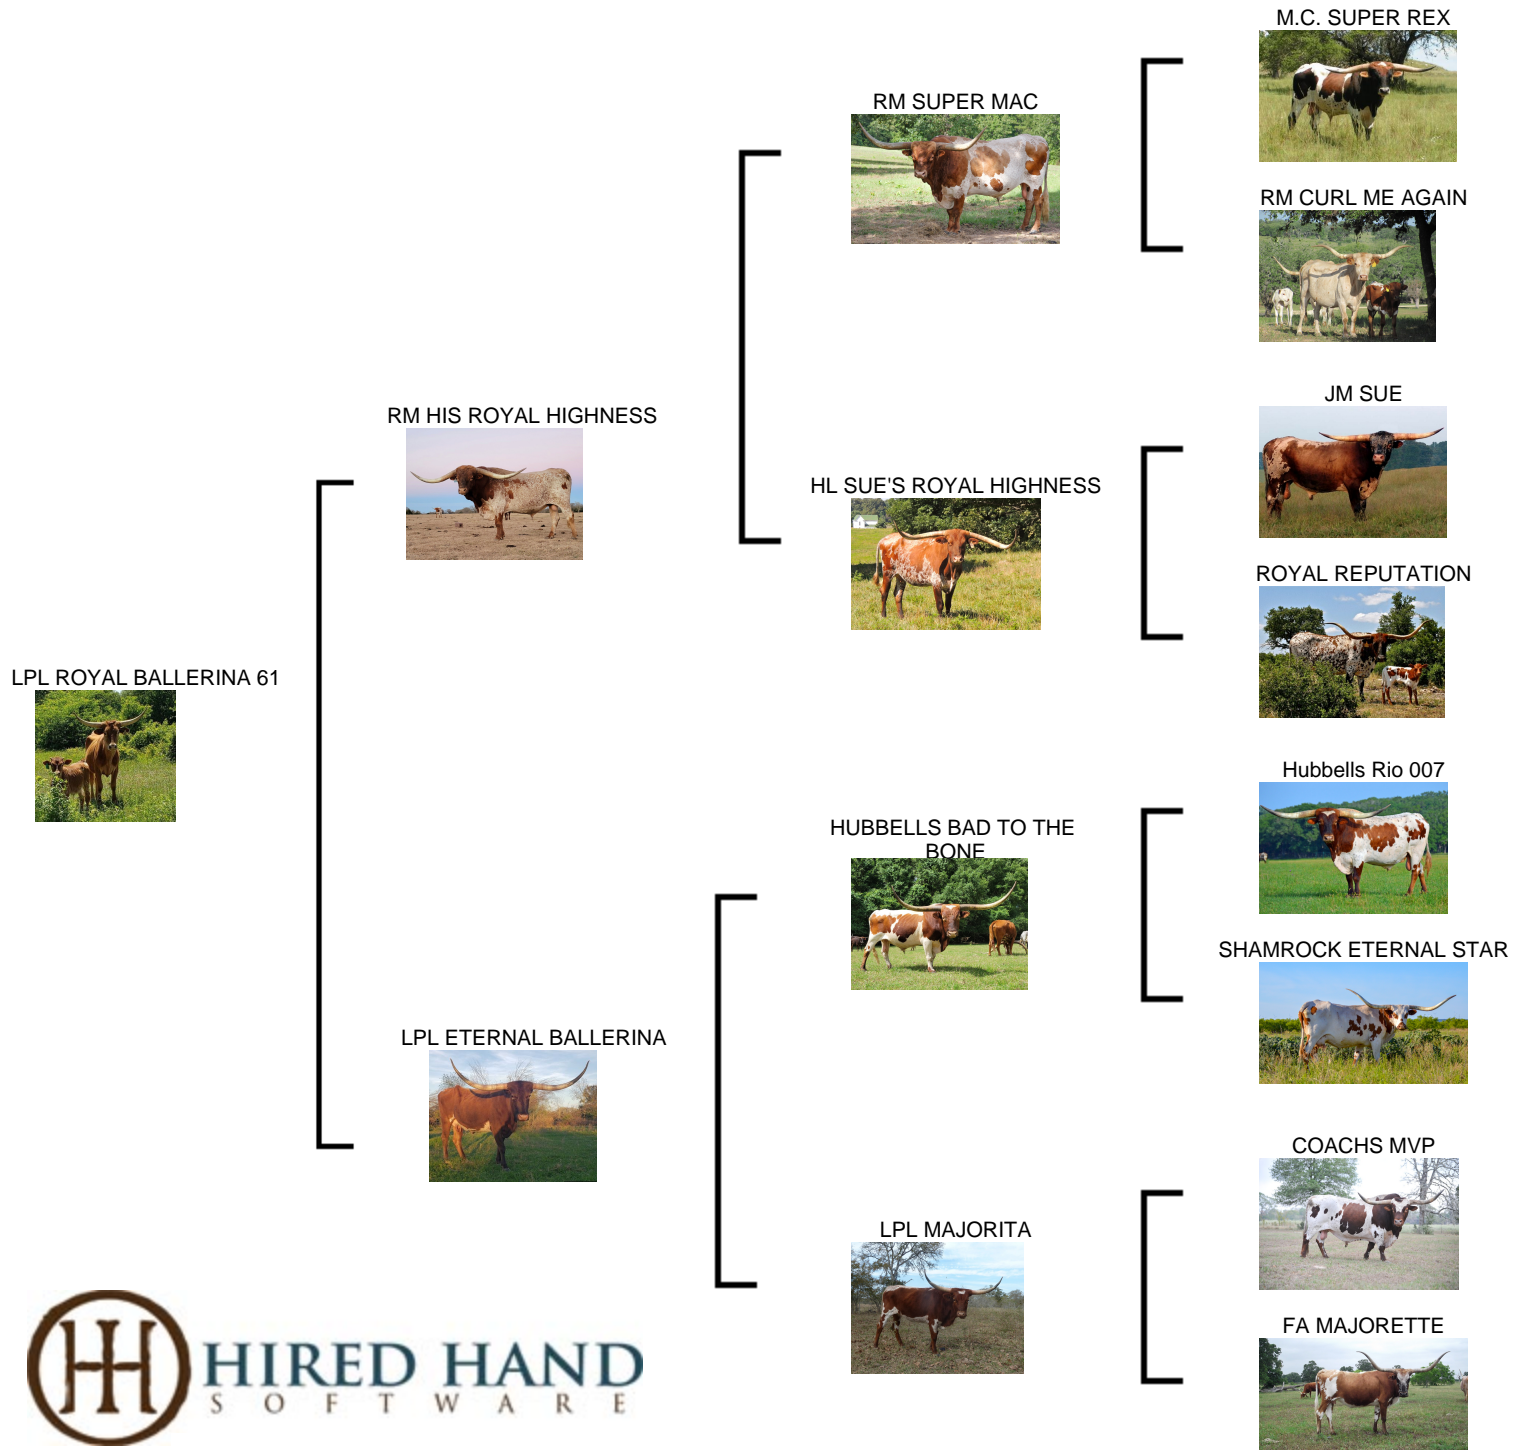 M.C. SUPER REX
RM SUPER MAC
RM CURL ME AGAIN
RM HIS ROYAL HIGHNESS
JM SUE
HL SUE'S ROYAL HIGHNESS
ROYAL REPUTATION
LPL ROYAL BALLERINA 61
Hubbells Rio 007
HUBBELLS BAD TO THE
BONE
SHAMROCK ETERNAL STAR
LPL ETERNAL BALLERINA
COACHS MVP
LPL MAJORITA
FA MAJORETTE
HIRED HAND
SOFTWARE